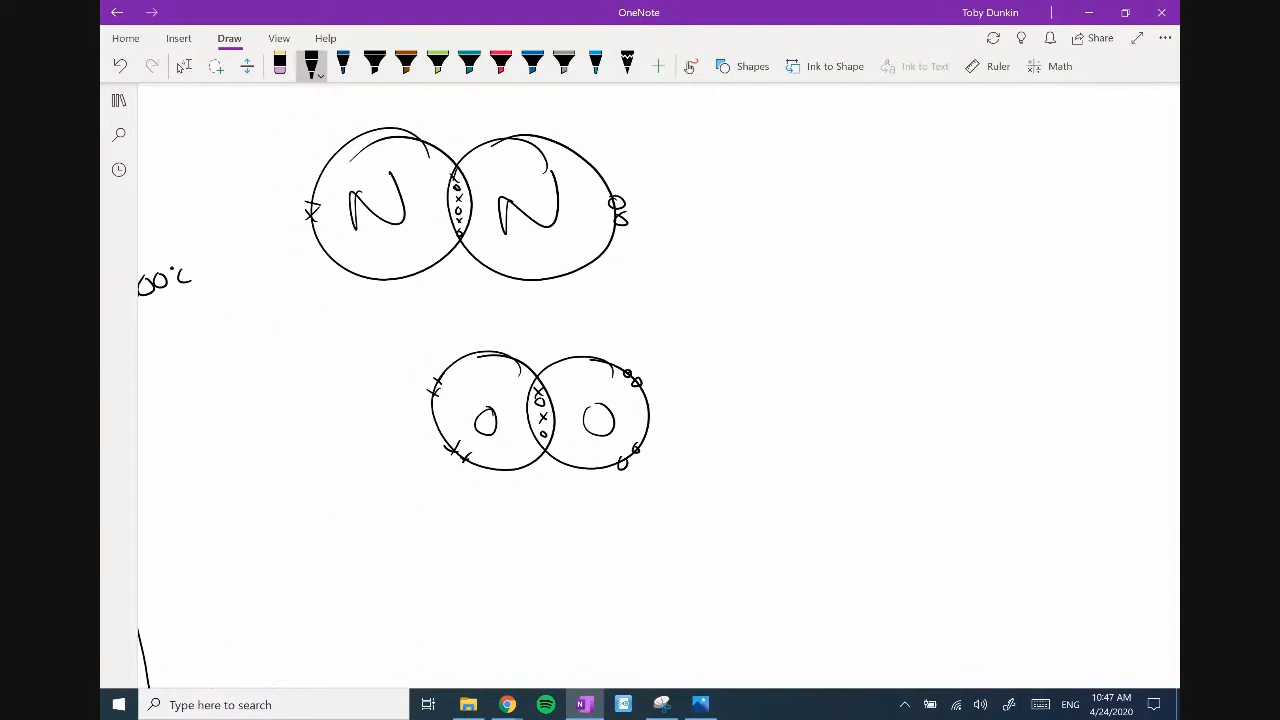 OneNote
Toby Dunkin
Home Insert Draw View Help
Share
Shapes Ink to Shape Ink to Text Ruler Math
N N
00°C
O O
Type here to search
ENG
10:47 AM
4/24/2020